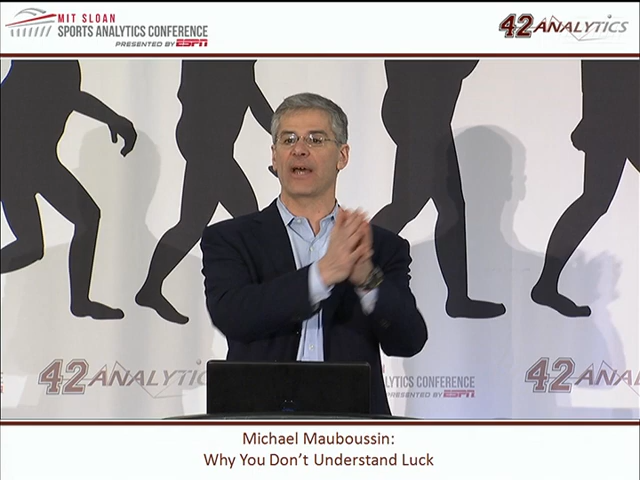 MIT SLOAN
SPORTS ANALYTICS CONFERENCE
PRESENTED BY ESPN
42 ANALYTICS
42 ANALYTIC
ALYTICS CONFERENCE
PRESENTED BY ESPN
42 ANA
Michael Mauboussin:
Why You Don't Understand Luck